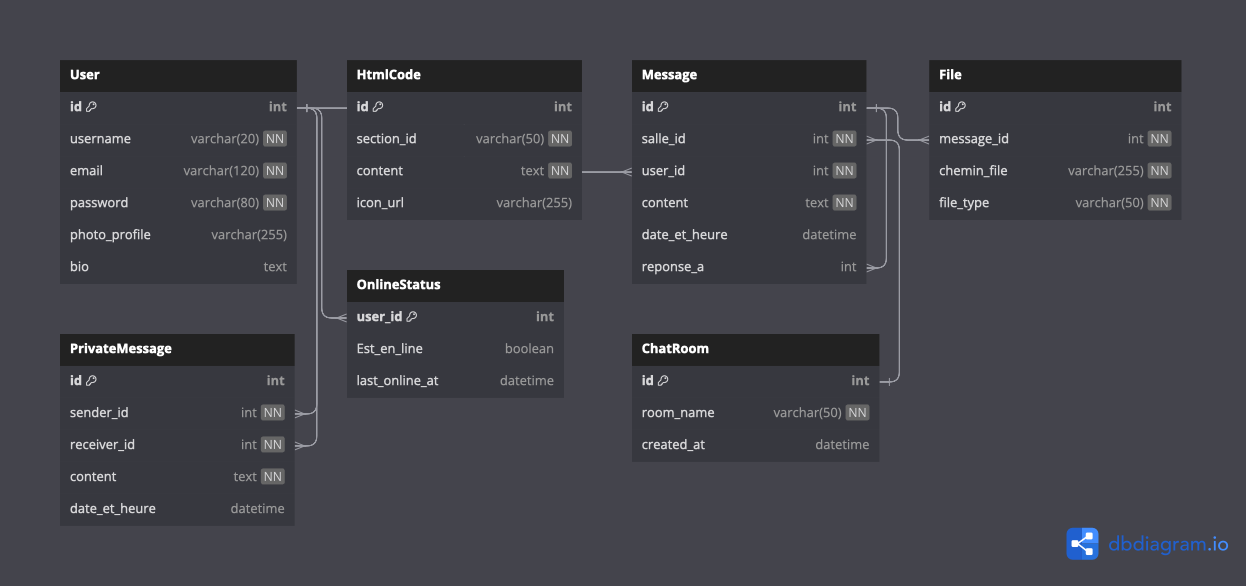 User
id int
username varchar(20) NN
email varchar(120) NN
password varchar(80) NN
photo_profile varchar(255)
bio text
HtmlCode
id int
section_id varchar(50) NN
content text NN
icon_url varchar(255)
Message
id int
salle_id int NN
user_id int NN
content text NN
date_et_heure datetime
reponse_a int
File
id int
message_id int NN
chemin_file varchar(255) NN
file_type varchar(50) NN
OnlineStatus
user_id int
Est_en_line boolean
last_online_at datetime
PrivateMessage
id int
sender_id int NN
receiver_id int NN
content text NN
date_et_heure datetime
ChatRoom
id int
room_name varchar(50) NN
created_at datetime
dbdiagram.io